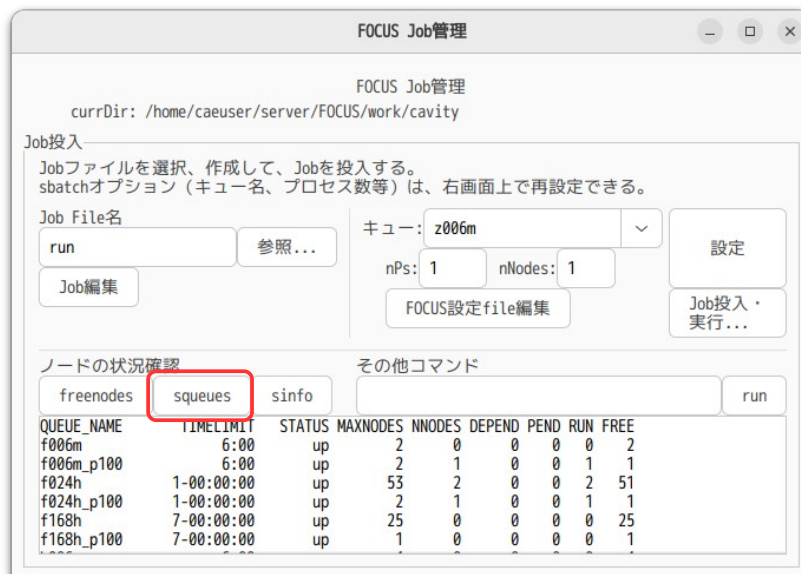 FOCUS Job管理
FOCUS Job管理
currDir: /home/caeuser/server/FOCUS/work/cavity
Job投入
Jobファイルを選択、作成して、Jobを投入する。
sbatchオプション（キュー名、プロセス数等）は、右画面上で再設定できる。
Job File名
run 参照...
Job編集
キュー: z006m
nPs: 1 nNodes: 1
FOCUS設定file編集
設定
Job投入・
実行...
ノードの状況確認
freenodes squeues sinfo
その他コマンド
run
QUEUE_NAME TIMELIMIT STATUS MAXNODES NNODES DEPEND PEND RUN FREE
f006m 6:00 up 2 0 0 0 0 2
f006m_p100 6:00 up 2 1 0 0 1 1
f024h 1-00:00:00 up 53 2 0 0 2 51
f024h_p100 1-00:00:00 up 2 1 0 0 1 1
f168h 7-00:00:00 up 25 0 0 0 0 25
f168h_p100 7-00:00:00 up 1 0 0 0 0 1